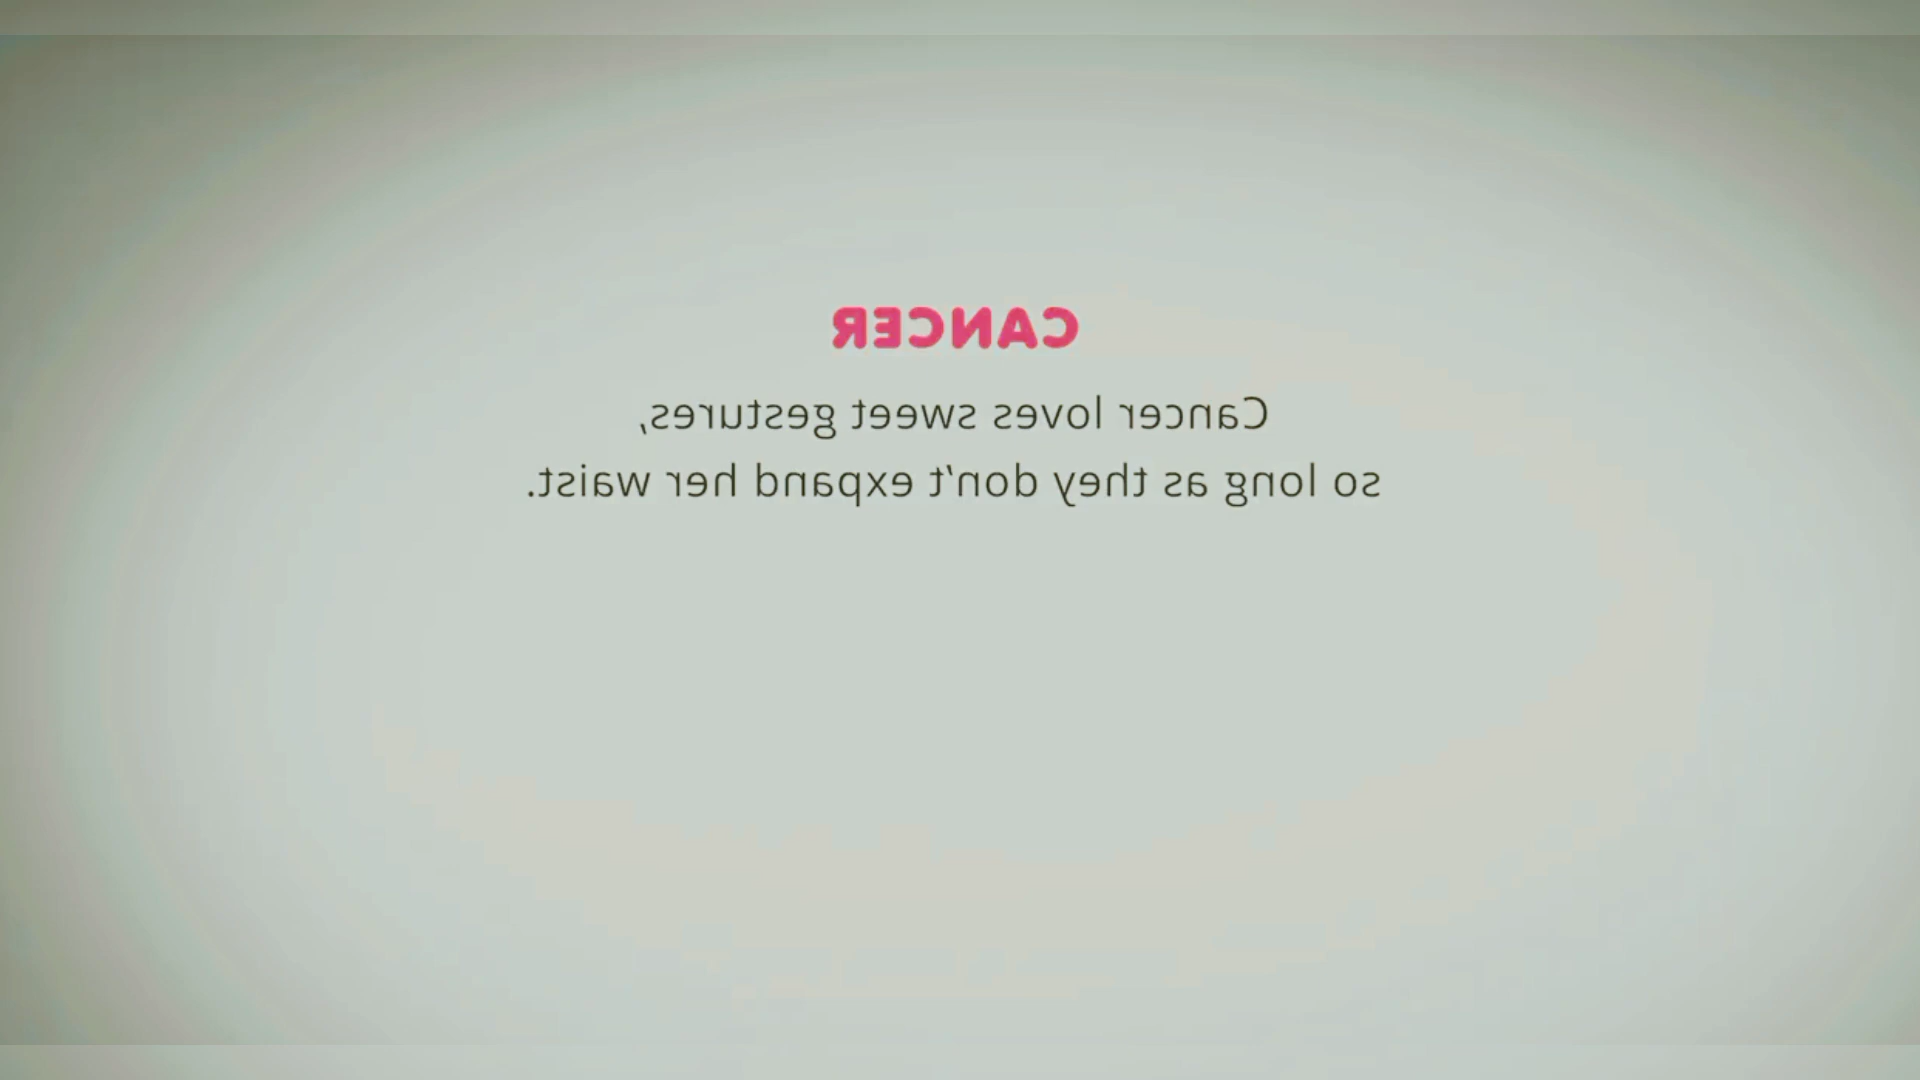 CANCER
Cancer loves sweet gestures,
so long as they don't expand her waist.